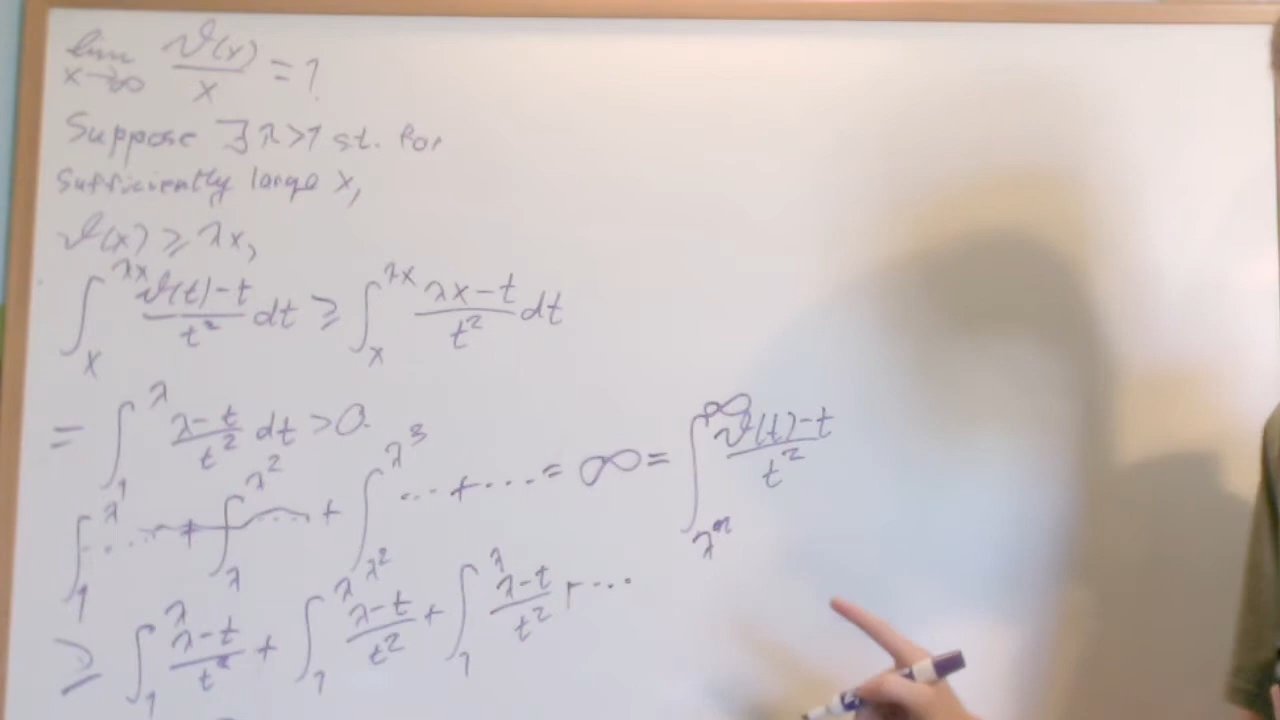 lim x→∞ ϑ(x)/x = 1
Suppose ∃ λ>1 st. for
sufficiently large x,
ϑ(x) ≥ λx,
∫_x^{λx} (ϑ(t)-t)/t² dt ≥ ∫_x^{λx} (λx-t)/t² dt
= ∫_1^λ (λ-t)/t² dt > 0.
∫_1^λ ... + ∫_λ^{λ²} ... + ∫_{λ²}^{λ³} ... + ... = ∞ = ∫_{λ^n}^∞ (ϑ(t)-t)/t²
≥ ∫_1^λ (λ-t)/t² + ∫_1^λ (λ-t)/t² + ∫_1^λ (λ-t)/t² + ...